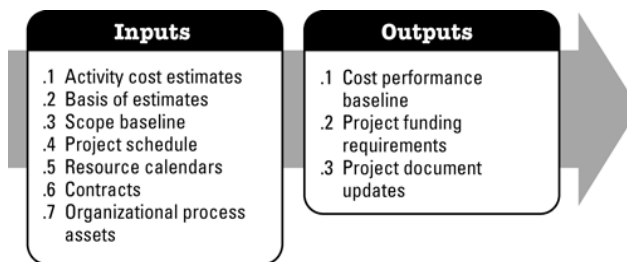 Inputs
.1 Activity cost estimates
.2 Basis of estimates
.3 Scope baseline
.4 Project schedule
.5 Resource calendars
.6 Contracts
.7 Organizational process
assets
Outputs
.1 Cost performance
baseline
.2 Project funding
requirements
.3 Project document
updates